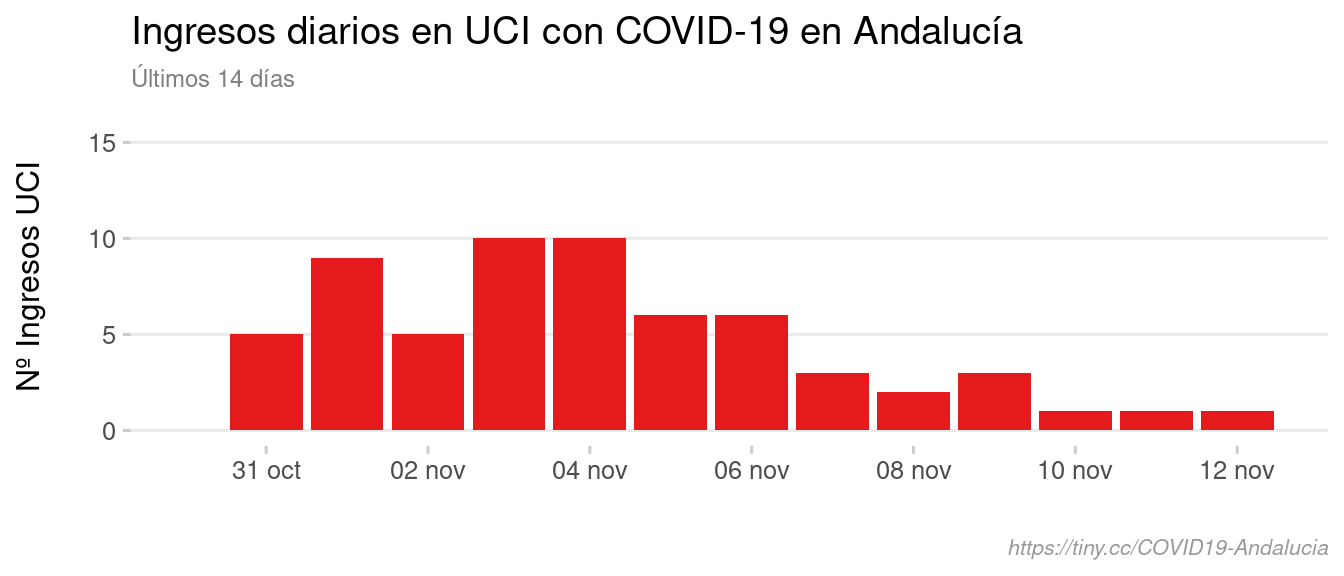 Ingresos diarios en UCI con COVID-19 en Andalucía
Últimos 14 días
Nº Ingresos UCI
15
10
5
0
31 oct
02 nov
04 nov
06 nov
08 nov
10 nov
12 nov
https://tiny.cc/COVID19-Andalucia